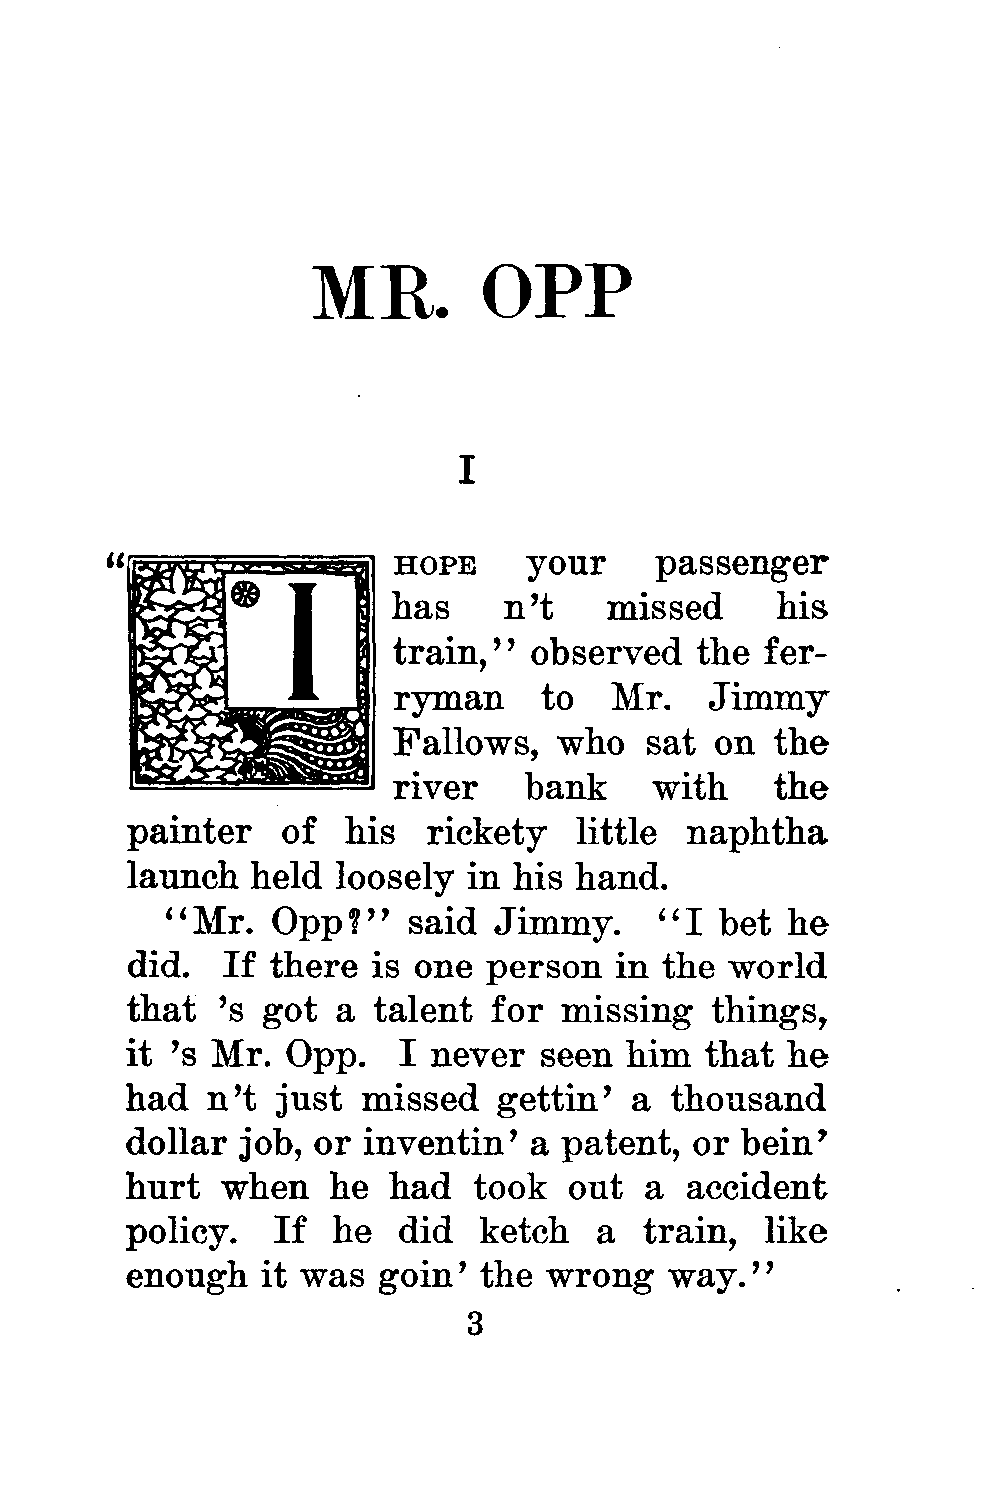 MR. OPP
I
"I HOPE your passenger
has n't missed his
train," observed the fer-
ryman to Mr. Jimmy
Fallows, who sat on the
river bank with the
painter of his rickety little naphtha
launch held loosely in his hand.
"Mr. Opp?" said Jimmy. "I bet he
did. If there is one person in the world
that 's got a talent for missing things,
it 's Mr. Opp. I never seen him that he
had n't just missed gettin' a thousand
dollar job, or inventin' a patent, or bein'
hurt when he had took out a accident
policy. If he did ketch a train, like
enough it was goin' the wrong way."
3